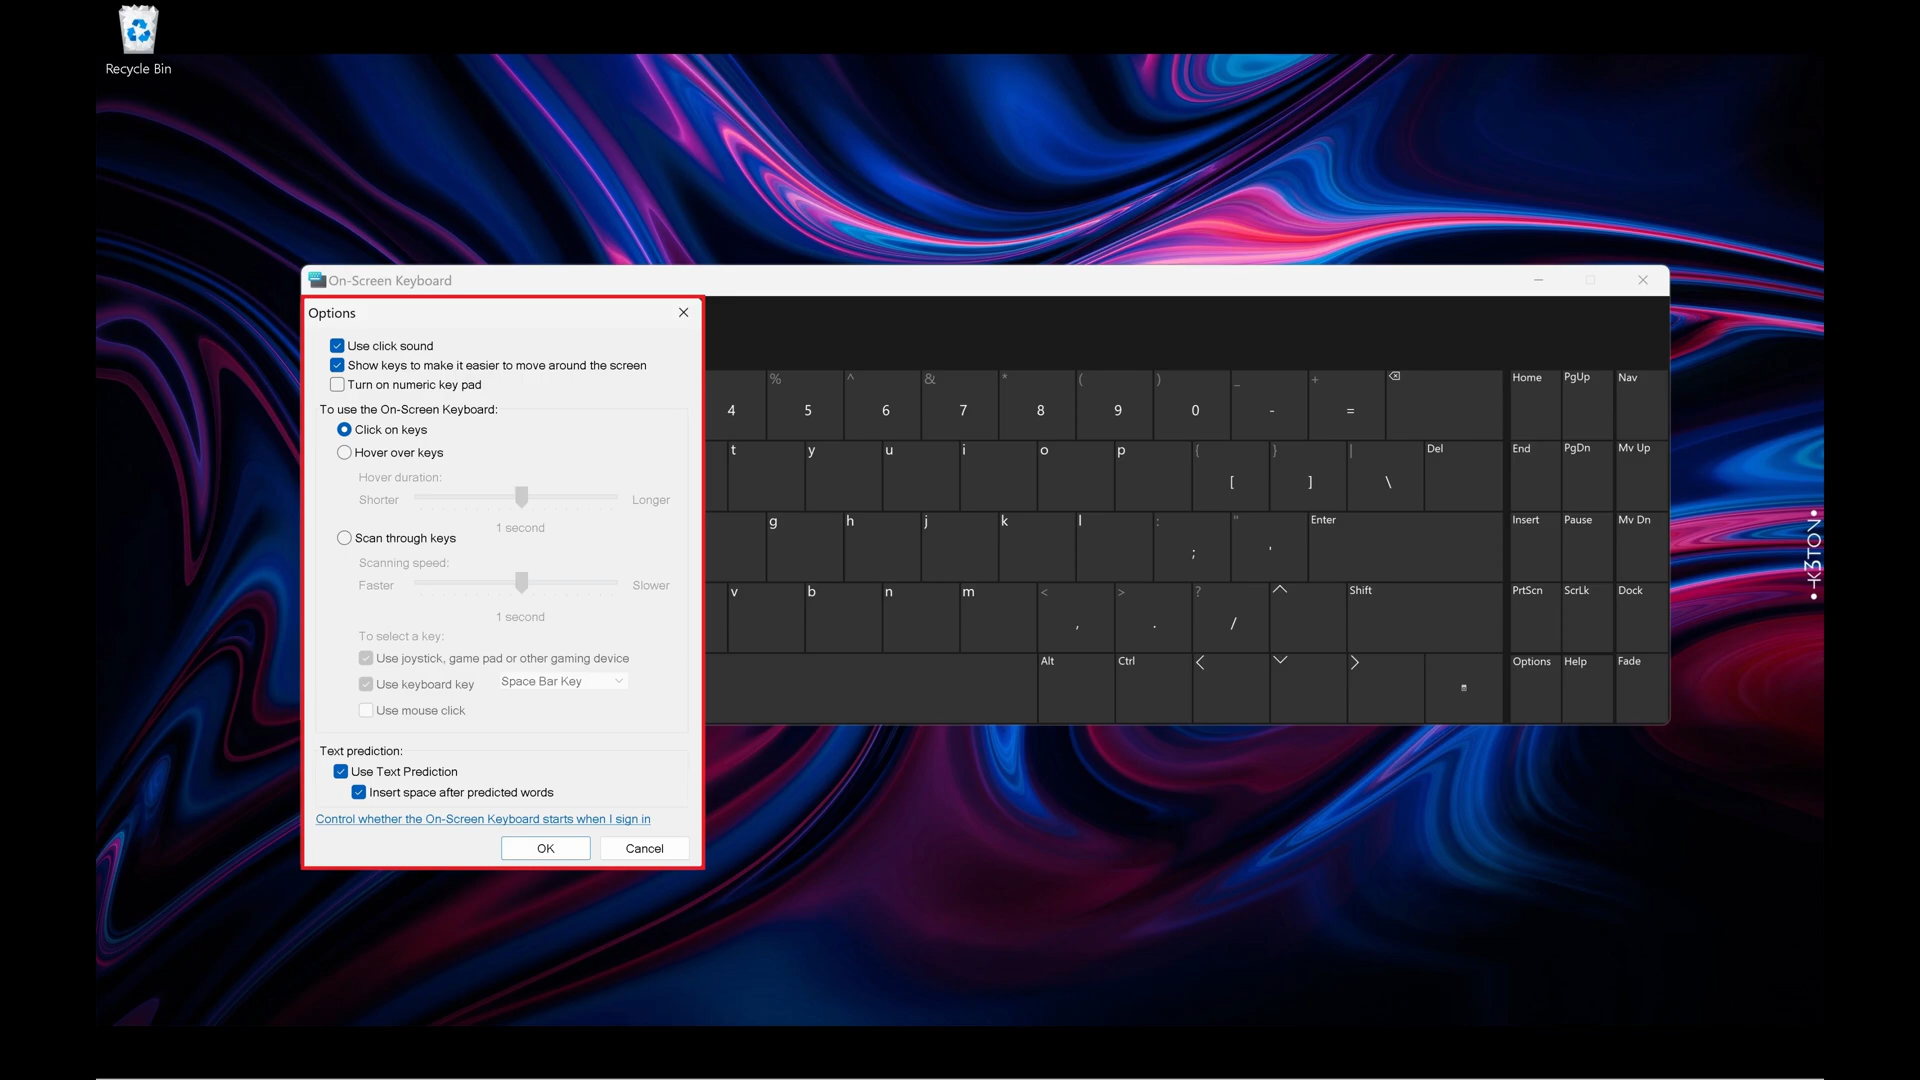 Recycle Bin
On-Screen Keyboard
Options
Use click sound
Show keys to make it easier to move around the screen
Turn on numeric key pad
To use the On-Screen Keyboard:
Click on keys
Hover over keys
Hover duration:
Shorter Longer
1 second
Scan through keys
Scanning speed:
Faster Slower
1 second
To select a key:
Use joystick, game pad or other gaming device
Use keyboard key Space Bar Key
Use mouse click
Text prediction:
Use Text Prediction
Insert space after predicted words
Control whether the On-Screen Keyboard starts when I sign in
OK Cancel
% ^ & * ( ) _ + Home PgUp Nav
4 5 6 7 8 9 0 - =
t y u i o p { } | Del End PgDn Mv Up
[ ] \
g h j k l : " Enter Insert Pause Mv Dn
; '
v b n m < > ? Shift PrtScn ScrLk Dock
, . /
Alt Ctrl Options Help Fade
K3TON